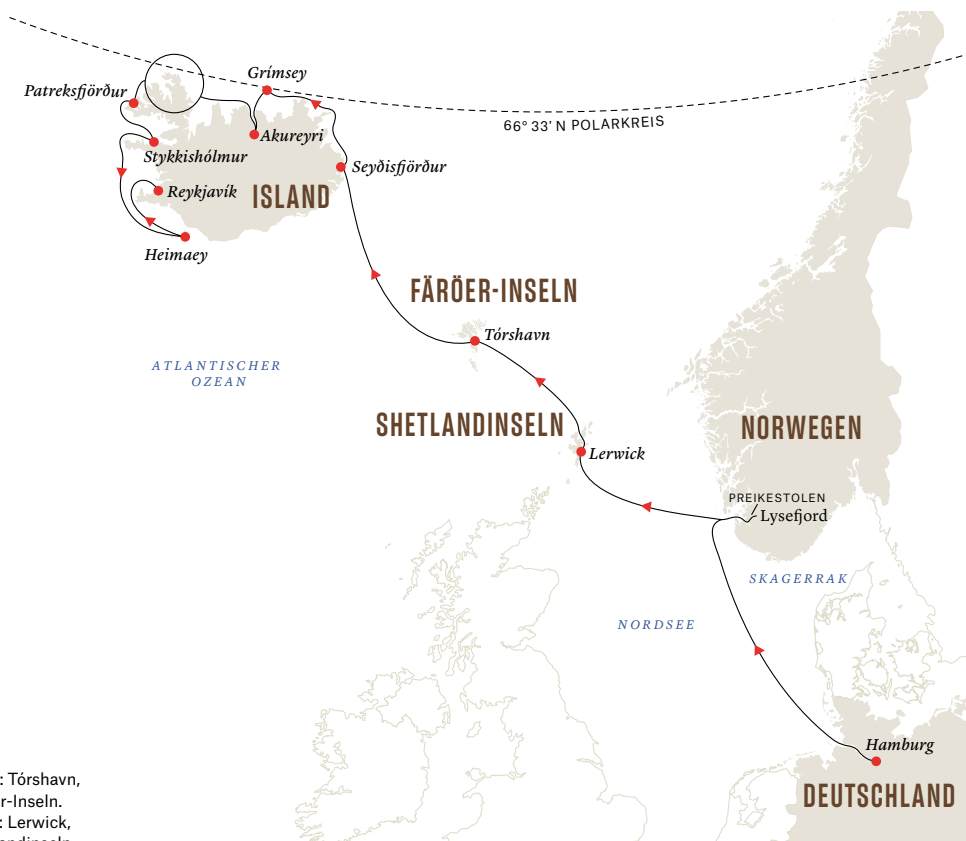 Grímsey
Patreksfjörður
66° 33' N POLARKREIS
Akureyri
Stykkishólmur
Seyðisfjörður
Reykjavík
ISLAND
Heimaey
FÄRÖER-INSELN
Tórshavn
ATLANTISCHER
OZEAN
SHETLANDINSELN
NORWEGEN
Lerwick
PREIKESTOLEN
Lysefjord
SKAGERRAK
NORDSEE
Hamburg
DEUTSCHLAND
: Tórshavn,
r-Inseln.
: Lerwick,